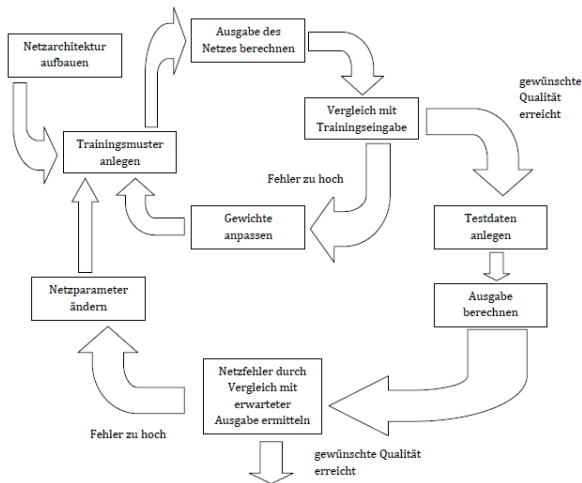 Netzarchitektur
aufbauen
Ausgabe des
Netzes berechnen
Vergleich mit
Trainingseingabe
gewünschte
Qualität
erreicht
Trainingsmuster
anlegen
Fehler zu hoch
Gewichte
anpassen
Testdaten
anlegen
Netzparameter
ändern
Ausgabe
berechnen
Netzfehler durch
Vergleich mit
erwarteter
Ausgabe ermitteln
Fehler zu hoch
gewünschte Qualität
erreicht